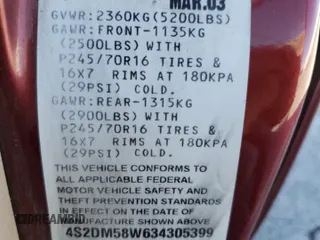 MAR.03
GVWR:2360KG(5200LBS)
GAWR:FRONT-1135KG
(2500LBS) WITH
P245/70R16 TIRES &
16x7 RIMS AT 180KPA
(29PSI) COLD.
GAWR:REAR-1315KG
(2900LBS) WITH
P245/70R16 TIRES &
16x7 RIMS AT 180KPA
(29PSI) COLD.
THIS VEHICLE CONFORMS TO ALL
APPLICABLE FEDERAL
MOTOR VEHICLE SAFETY
AND THEFT PREVENTION
STANDARDS IN EFFECT
ON THE DATE OF
MANUFACTURE SHOWN ABOVE
4S2DM58W634305399